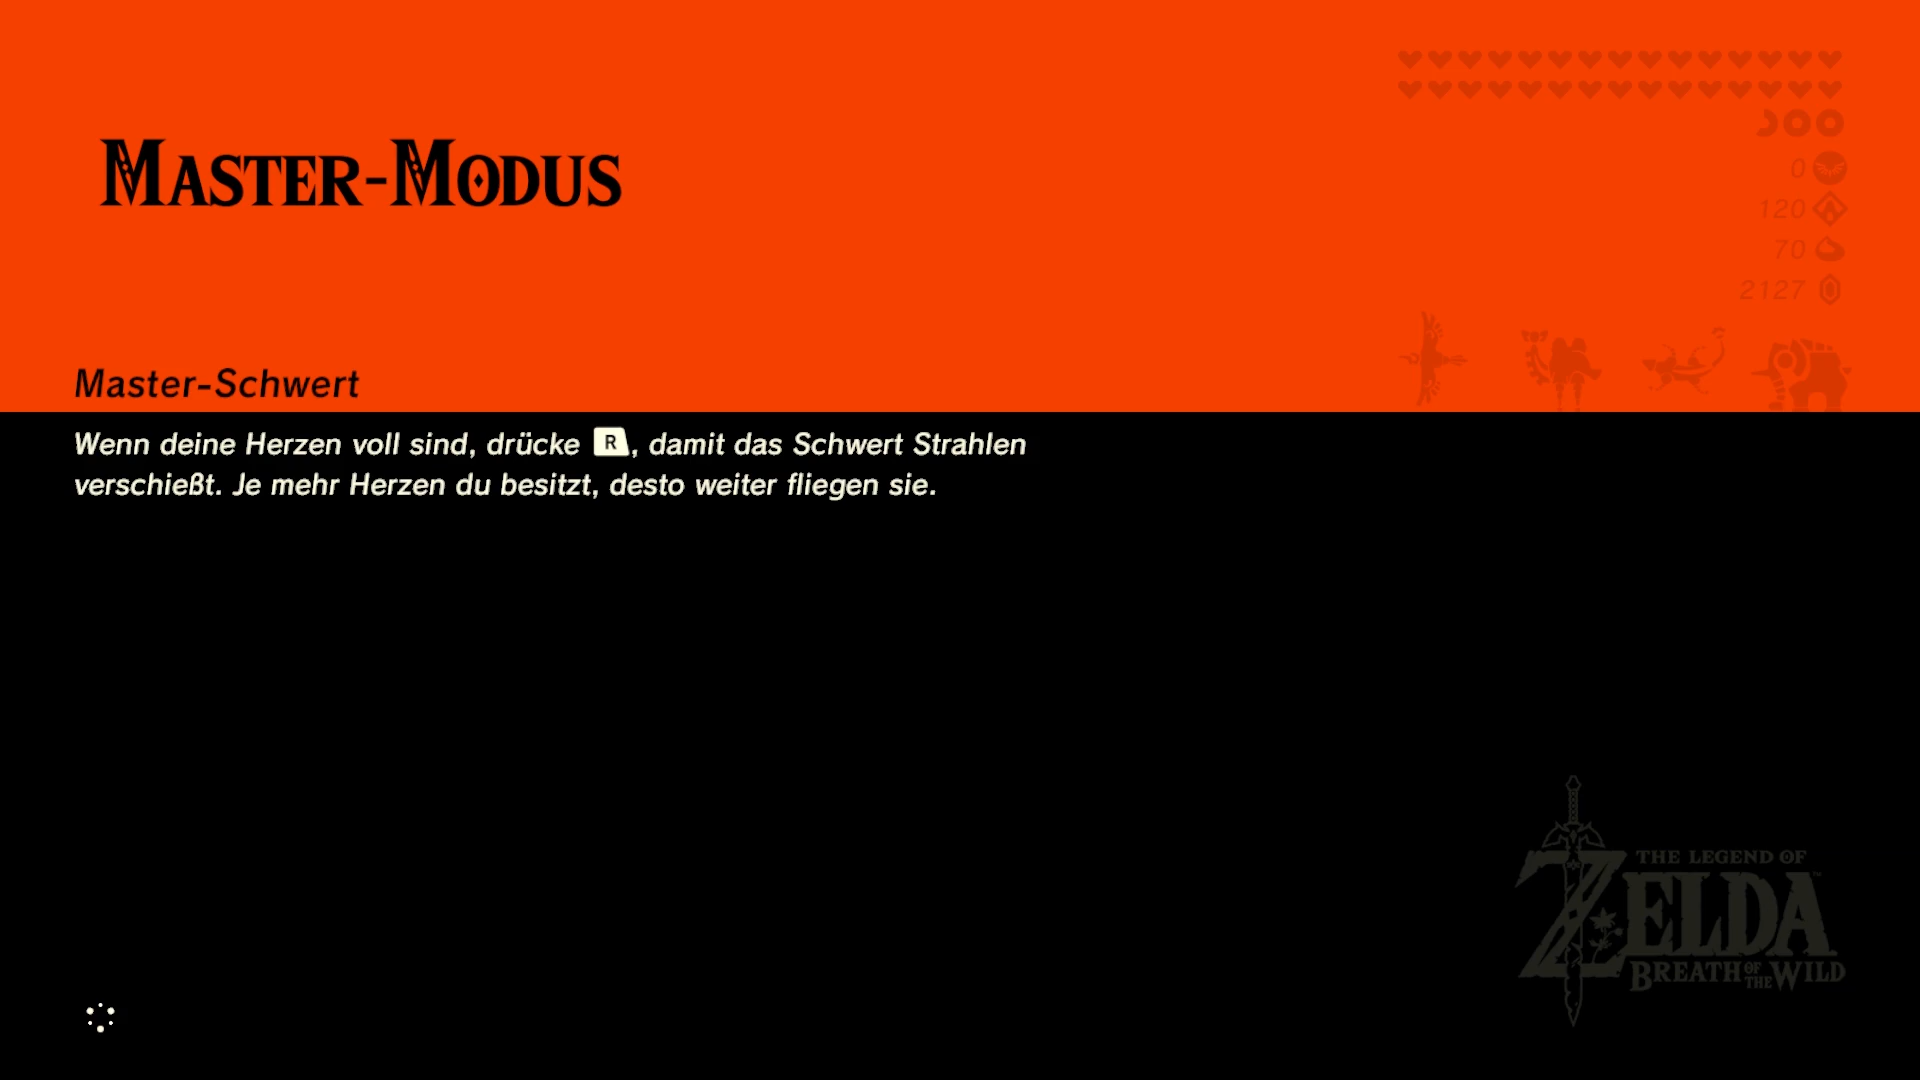 Master-Modus
0
120
70
2127
Master-Schwert
Wenn deine Herzen voll sind, drücke R, damit das Schwert Strahlen
verschießt. Je mehr Herzen du besitzt, desto weiter fliegen sie.
THE LEGEND OF
ZELDA™
BREATH OF THE WILD